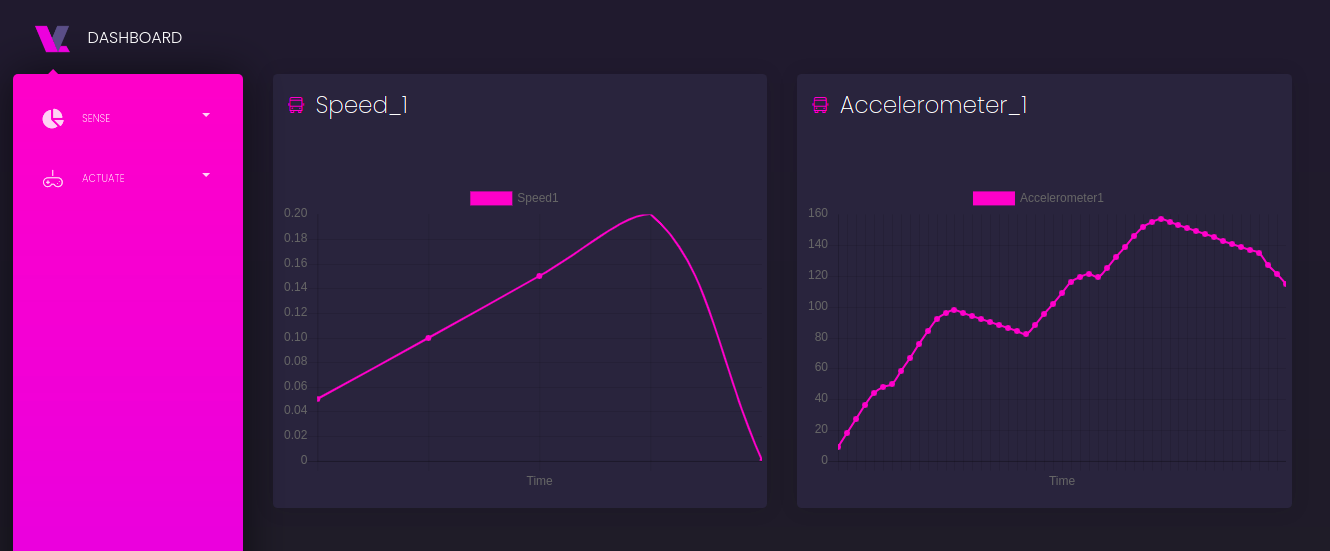 DASHBOARD
SENSE
ACTUATE
Speed_1
Speed1
0.20
0.18
0.16
0.14
0.12
0.10
0.08
0.06
0.04
0.02
0
Time
Accelerometer_1
Accelerometer1
160
140
120
100
80
60
40
20
0
Time